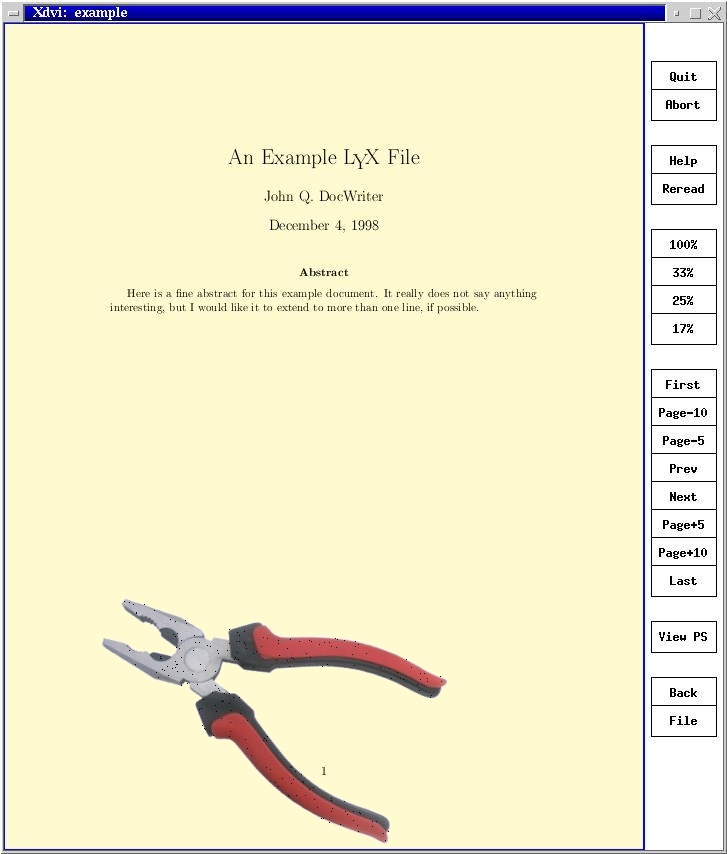 Xdvi: example
An Example LYX File
John Q. DocWriter
December 4, 1998
Abstract
Here is a fine abstract for this example document. It really does not say anything
interesting, but I would like it to extend to more than one line, if possible.
1
Quit
Abort
Help
Reread
100%
33%
25%
17%
First
Page-10
Page-5
Prev
Next
Page+5
Page+10
Last
View PS
Back
File